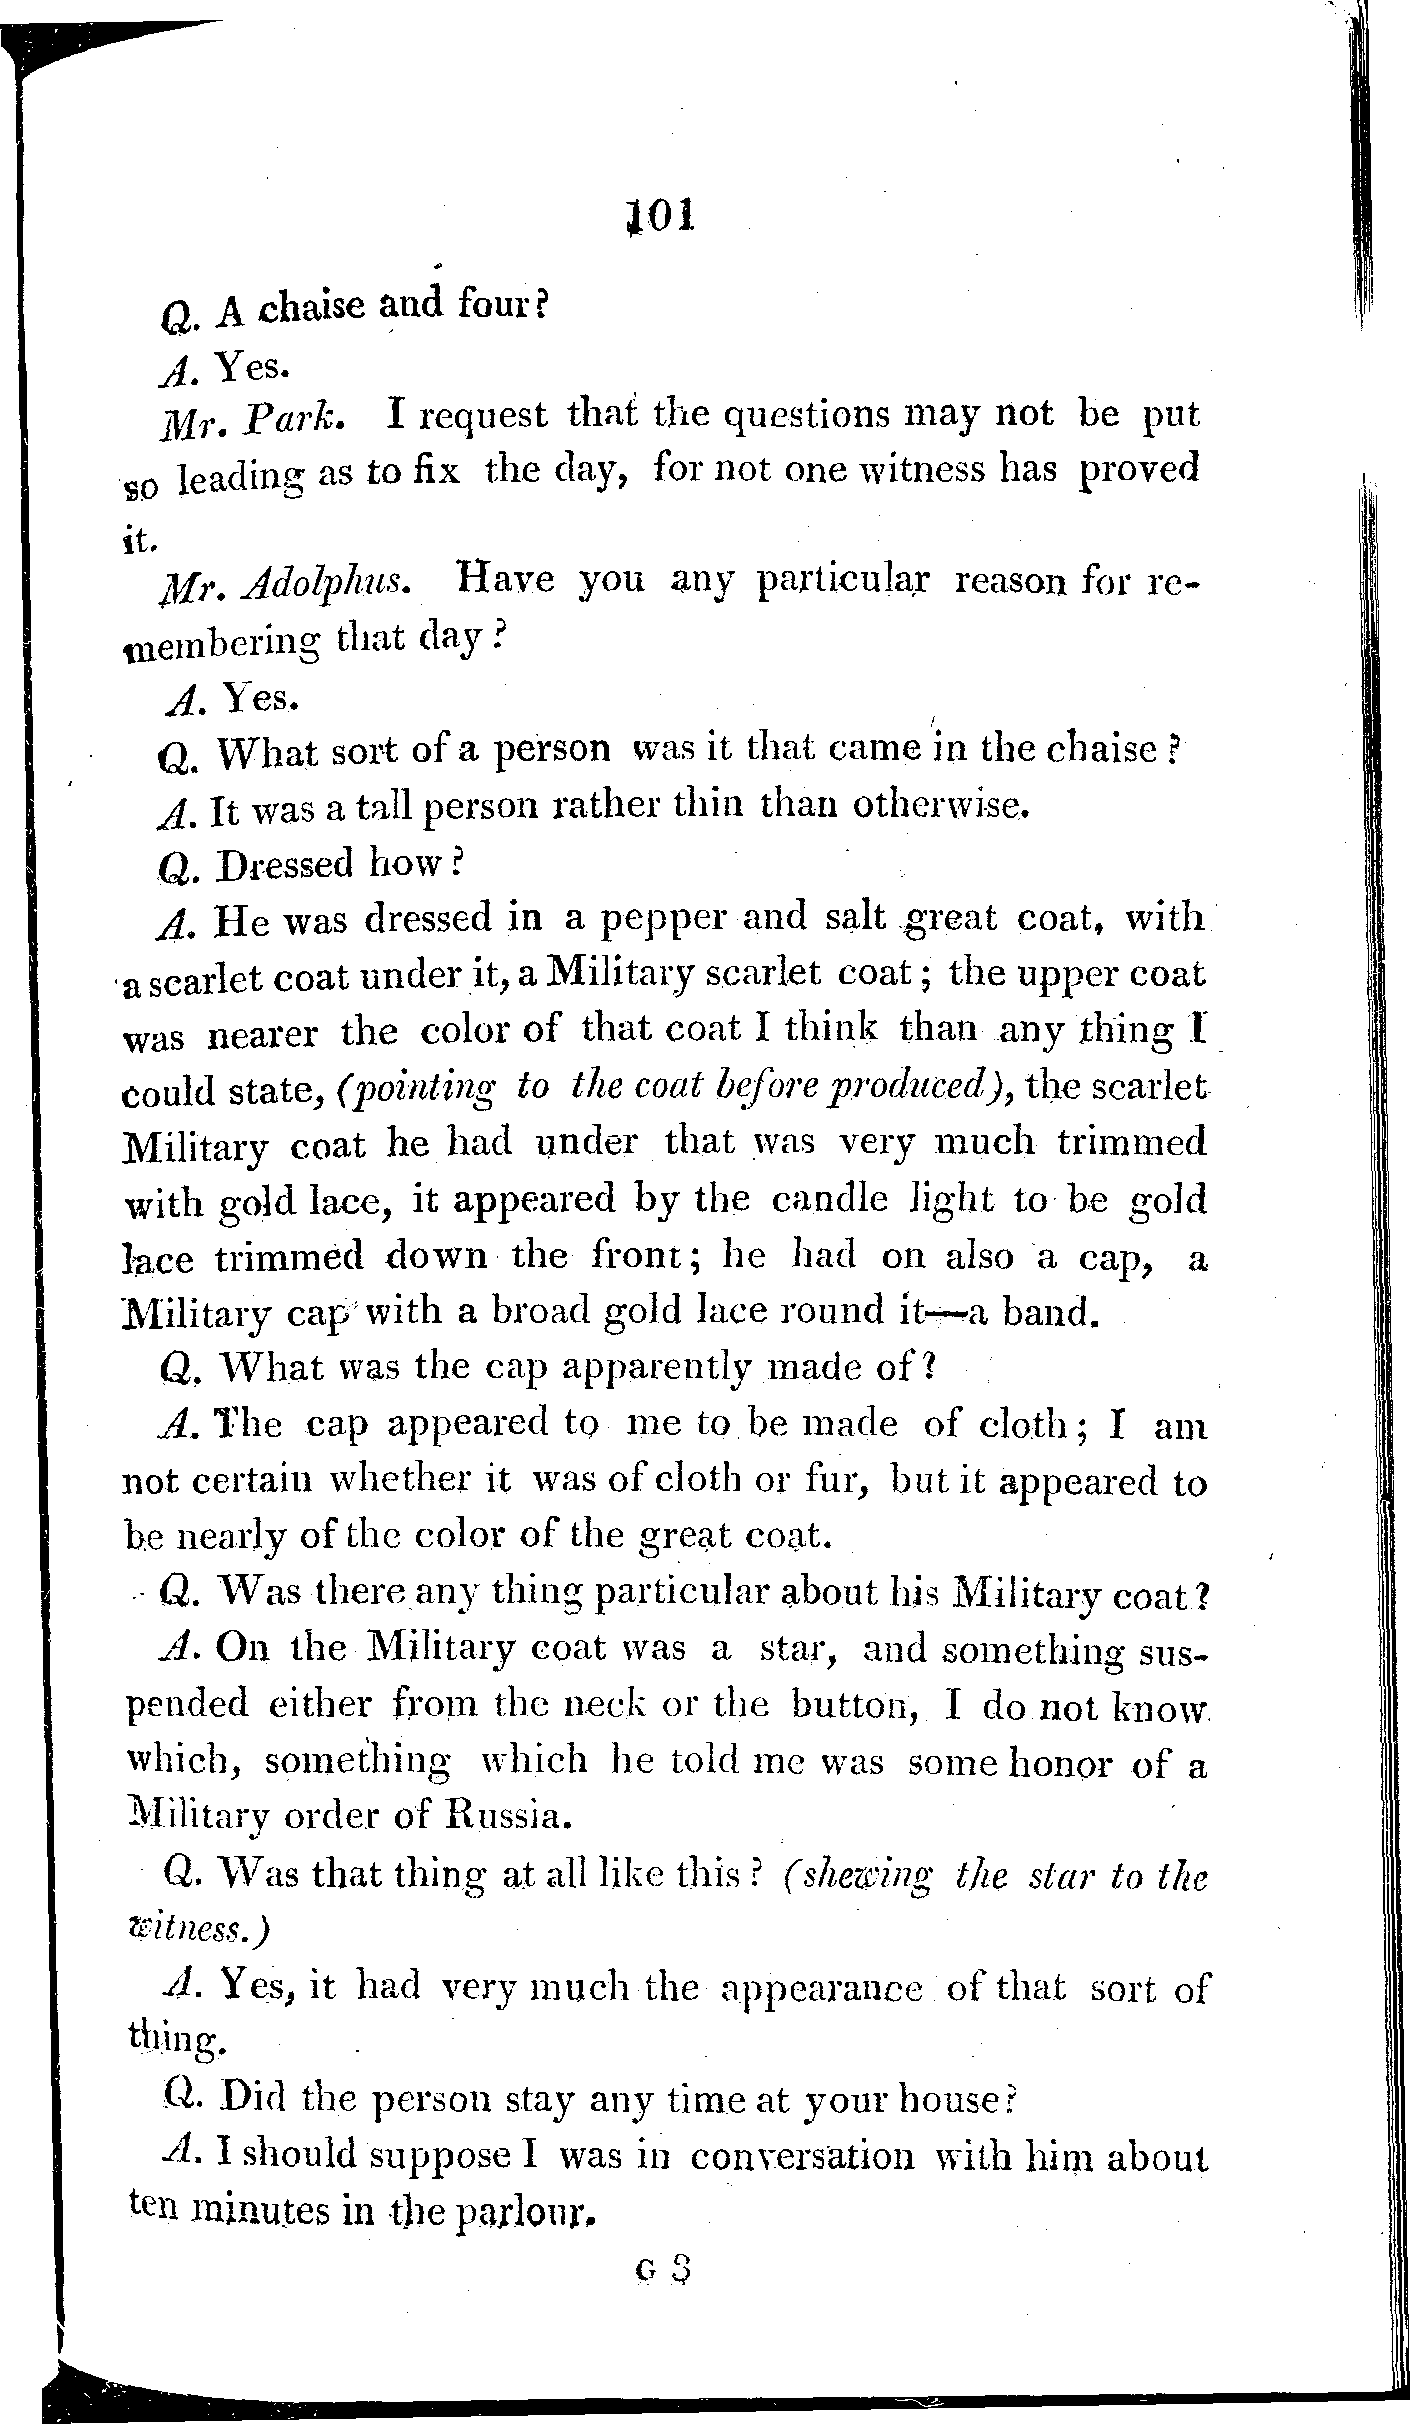 101
Q. A chaise and four?
A. Yes.
Mr. Park. I request that the questions may not be put
so leading as to fix the day, for not one witness has proved
it.
Mr. Adolphus. Have you any particular reason for re-
membering that day?
A. Yes.
Q. What sort of a person was it that came in the chaise?
A. It was a tall person rather thin than otherwise.
Q. Dressed how?
A. He was dressed in a pepper and salt great coat, with
a scarlet coat under it, a Military scarlet coat; the upper coat
was nearer the color of that coat I think than any thing I
could state, (pointing to the coat before produced), the scarlet
Military coat he had under that was very much trimmed
with gold lace, it appeared by the candle light to be gold
lace trimmed down the front; he had on also a cap, a
Military cap with a broad gold lace round it—a band.
Q. What was the cap apparently made of?
A. The cap appeared to me to be made of cloth; I am
not certain whether it was of cloth or fur, but it appeared to
be nearly of the color of the great coat.
Q. Was there any thing particular about his Military coat?
A. On the Military coat was a star, and something sus-
pended either from the neck or the button, I do not know
which, something which he told me was some honor of a
Military order of Russia.
Q. Was that thing at all like this? (shewing the star to the
witness.)
A. Yes, it had very much the appearance of that sort of
thing.
Q. Did the person stay any time at your house?
A. I should suppose I was in conversation with him about
ten minutes in the parlour.
G 3